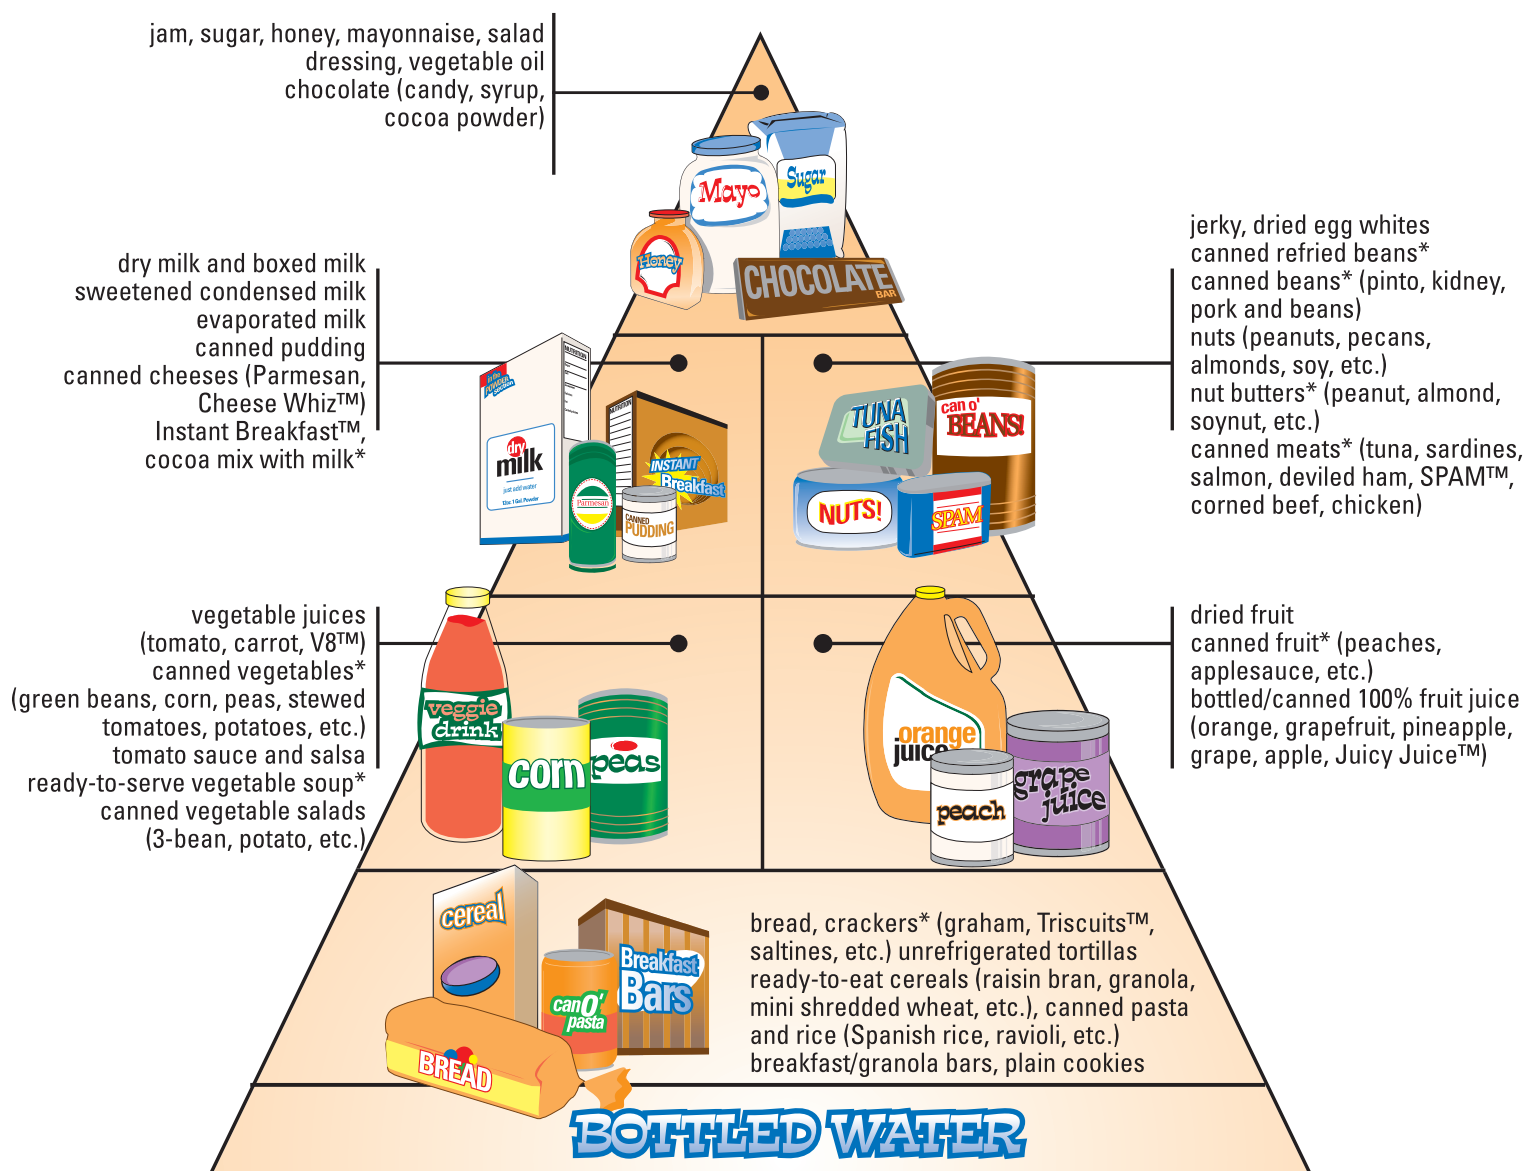 jam, sugar, honey, mayonnaise, salad
dressing, vegetable oil
chocolate (candy, syrup,
cocoa powder)
Mayo
Sugar
Honey
CHOCOLATE
BAR
dry milk and boxed milk
sweetened condensed milk
evaporated milk
canned pudding
canned cheeses (Parmesan,
Cheese Whiz™)
Instant Breakfast™,
cocoa mix with milk*
NUTRITION
dry
milk
just add water
NUTRITION
INSTANT
Breakfast
Parmesan
CANNED
PUDDING
jerky, dried egg whites
canned refried beans*
canned beans* (pinto, kidney,
pork and beans)
nuts (peanuts, pecans,
almonds, soy, etc.)
nut butters* (peanut, almond,
soynut, etc.)
canned meats* (tuna, sardines,
salmon, deviled ham, SPAM™,
corned beef, chicken)
TUNA
FISH
can o'
BEANS!
NUTS!
SPAM
vegetable juices
(tomato, carrot, V8™)
canned vegetables*
(green beans, corn, peas, stewed
tomatoes, potatoes, etc.)
tomato sauce and salsa
ready-to-serve vegetable soup*
canned vegetable salads
(3-bean, potato, etc.)
veggie
drink
corn
peas
dried fruit
canned fruit* (peaches,
applesauce, etc.)
bottled/canned 100% fruit juice
(orange, grapefruit, pineapple,
grape, apple, Juicy Juice™)
orange
juice
peach
grape
juice
cereal
Breakfast
Bars
can O'
pasta
BREAD
bread, crackers* (graham, Triscuits™,
saltines, etc.) unrefrigerated tortillas
ready-to-eat cereals (raisin bran, granola,
mini shredded wheat, etc.), canned pasta
and rice (Spanish rice, ravioli, etc.)
breakfast/granola bars, plain cookies
BOTTLED WATER